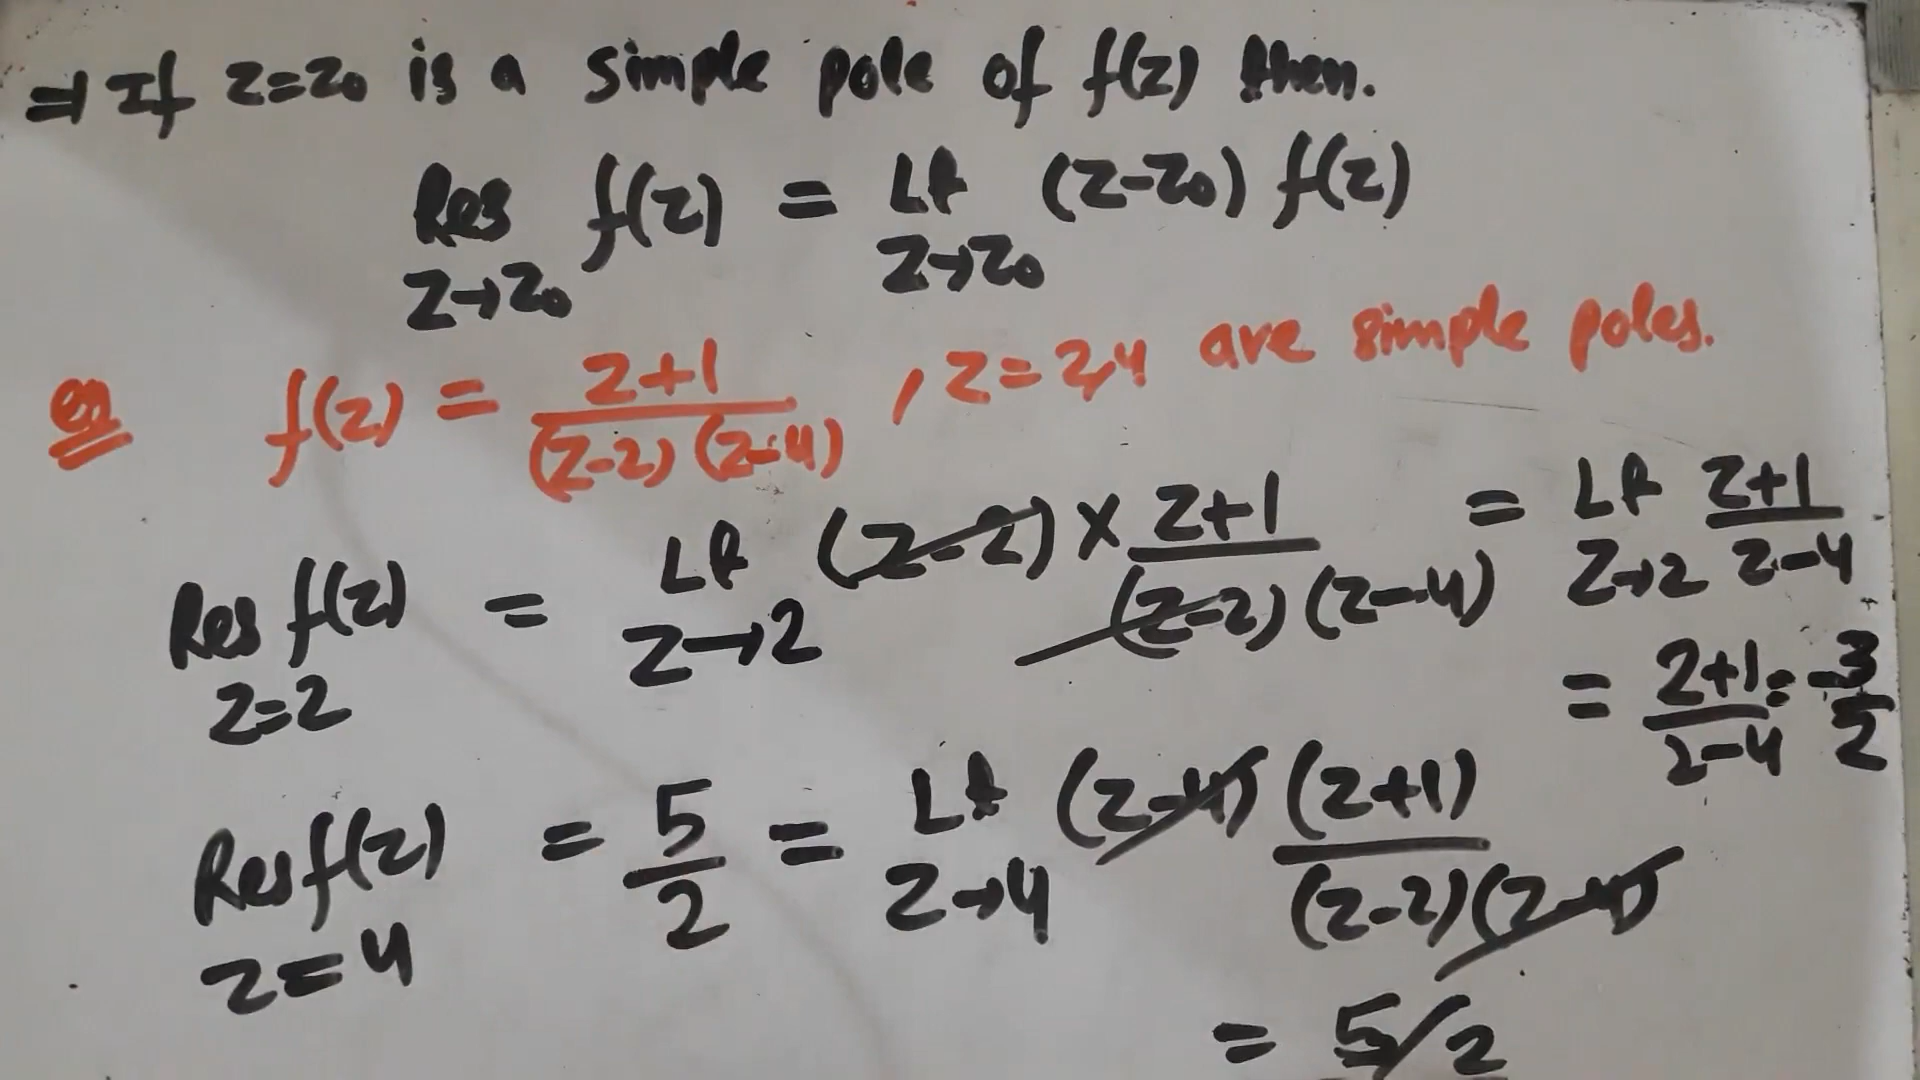 ⇒ If z=z₀ is a simple pole of f(z) then.
Res f(z) = Lt (z-z₀) f(z)
z→z₀ z→z₀
eg f(z) = z+1 / (z-2)(z-4) , z=2,4 are simple poles.
Res f(z) = Lt (z-2) × z+1 / (z-2)(z-4) = Lt z+1 / z-4
z=2 z→2 z→2
= 2+1 / 2-4 = -3/2
Res f(z) = 5/2 = Lt (z-4) (z+1) / (z-2)(z-4)
z=4 z→4
= 5/2